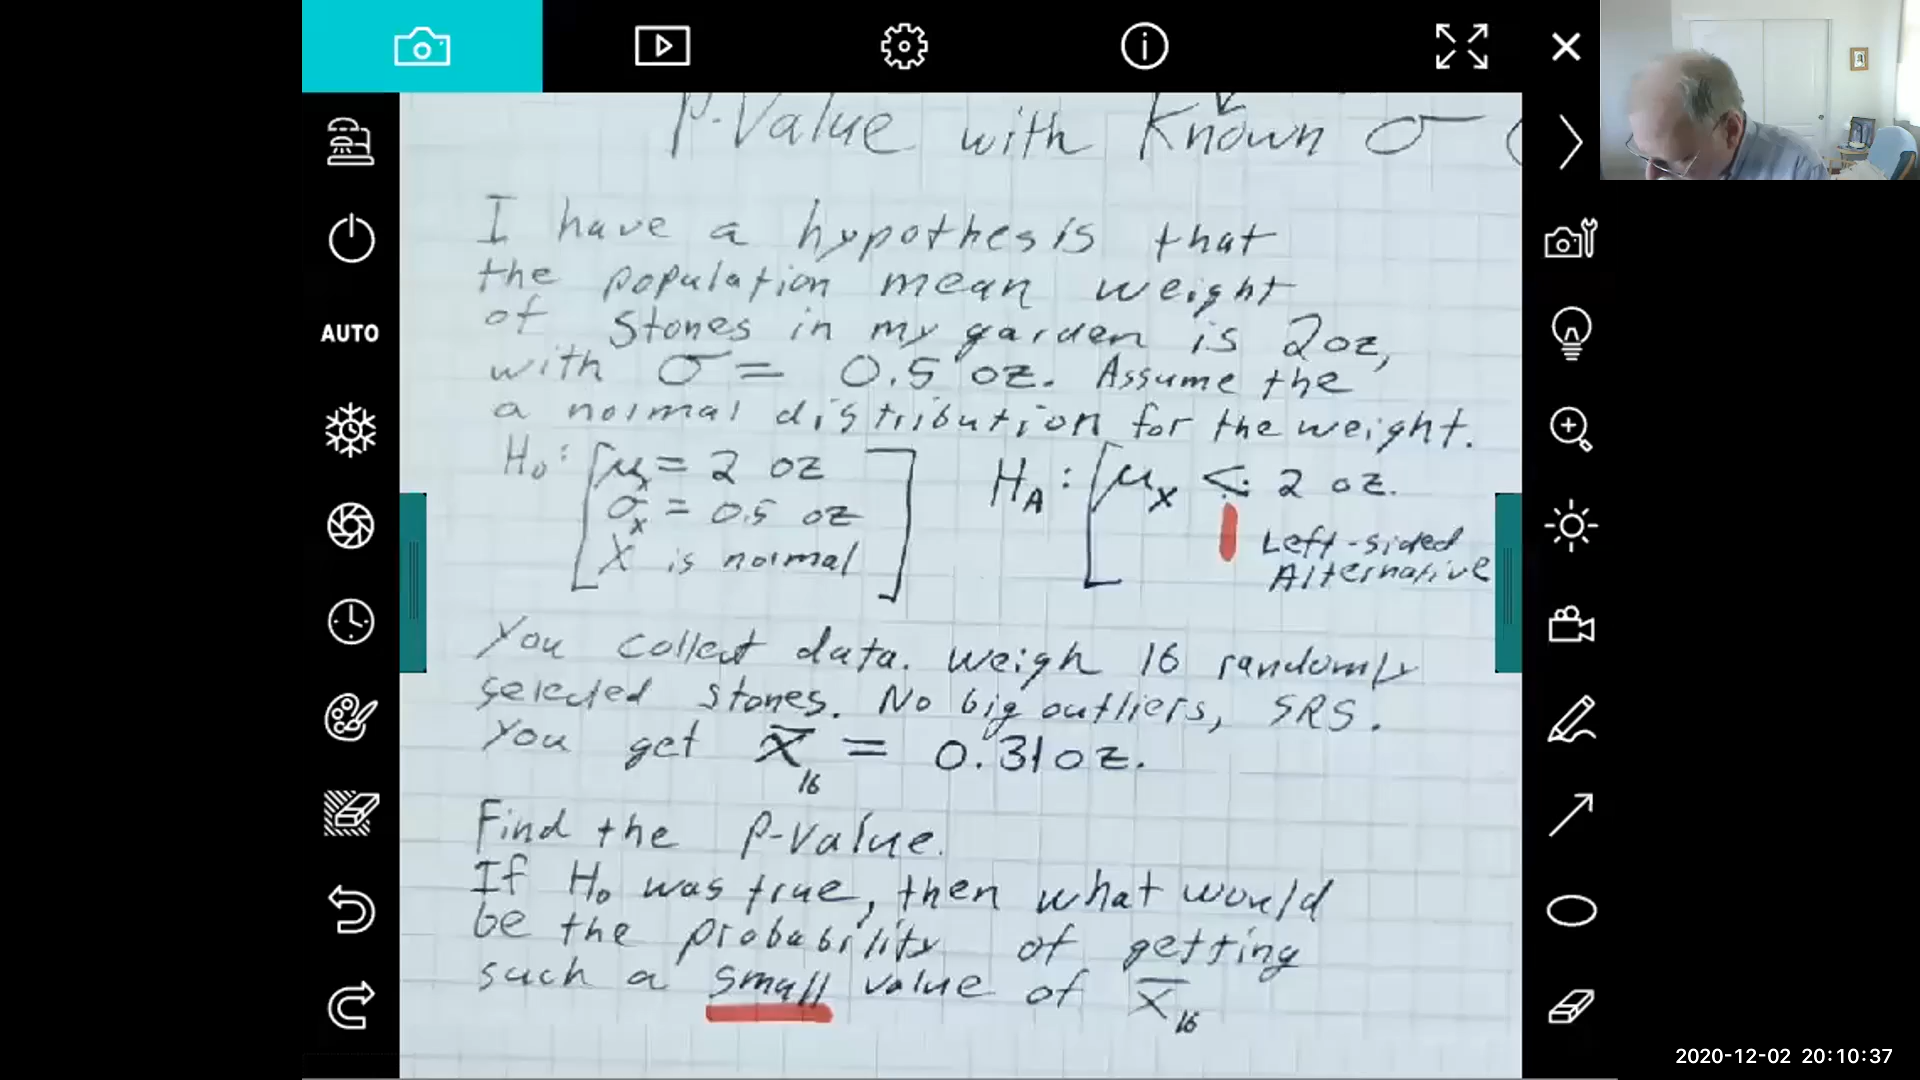 P-Value with Known σ (
I have a hypothesis that
the population mean weight
of stones in my garden is 2oz,
with σ = 0.5 oz. Assume the
a normal distribution for the weight.
H₀: [μₓ = 2 oz
σₓ = 0.5 oz
X is normal]
H_A: [μₓ < 2 oz.
Left-sided
Alternative
You collect data. Weigh 16 randomly
selected stones. No big outliers, SRS.
You get X̄₁₆ = 0.31oz.
Find the P-Value.
If H₀ was true, then what would
be the probability of getting
such a small value of X̄₁₆
AUTO
2020-12-02 20:10:37